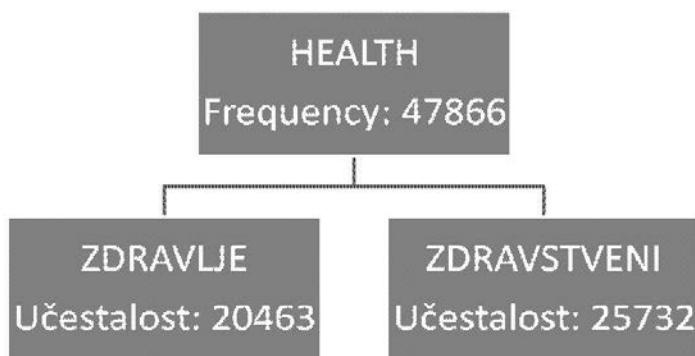 HEALTH
Frequency: 47866
ZDRAVLJE
Učestalost: 20463
ZDRAVSTVENI
Učestalost: 25732